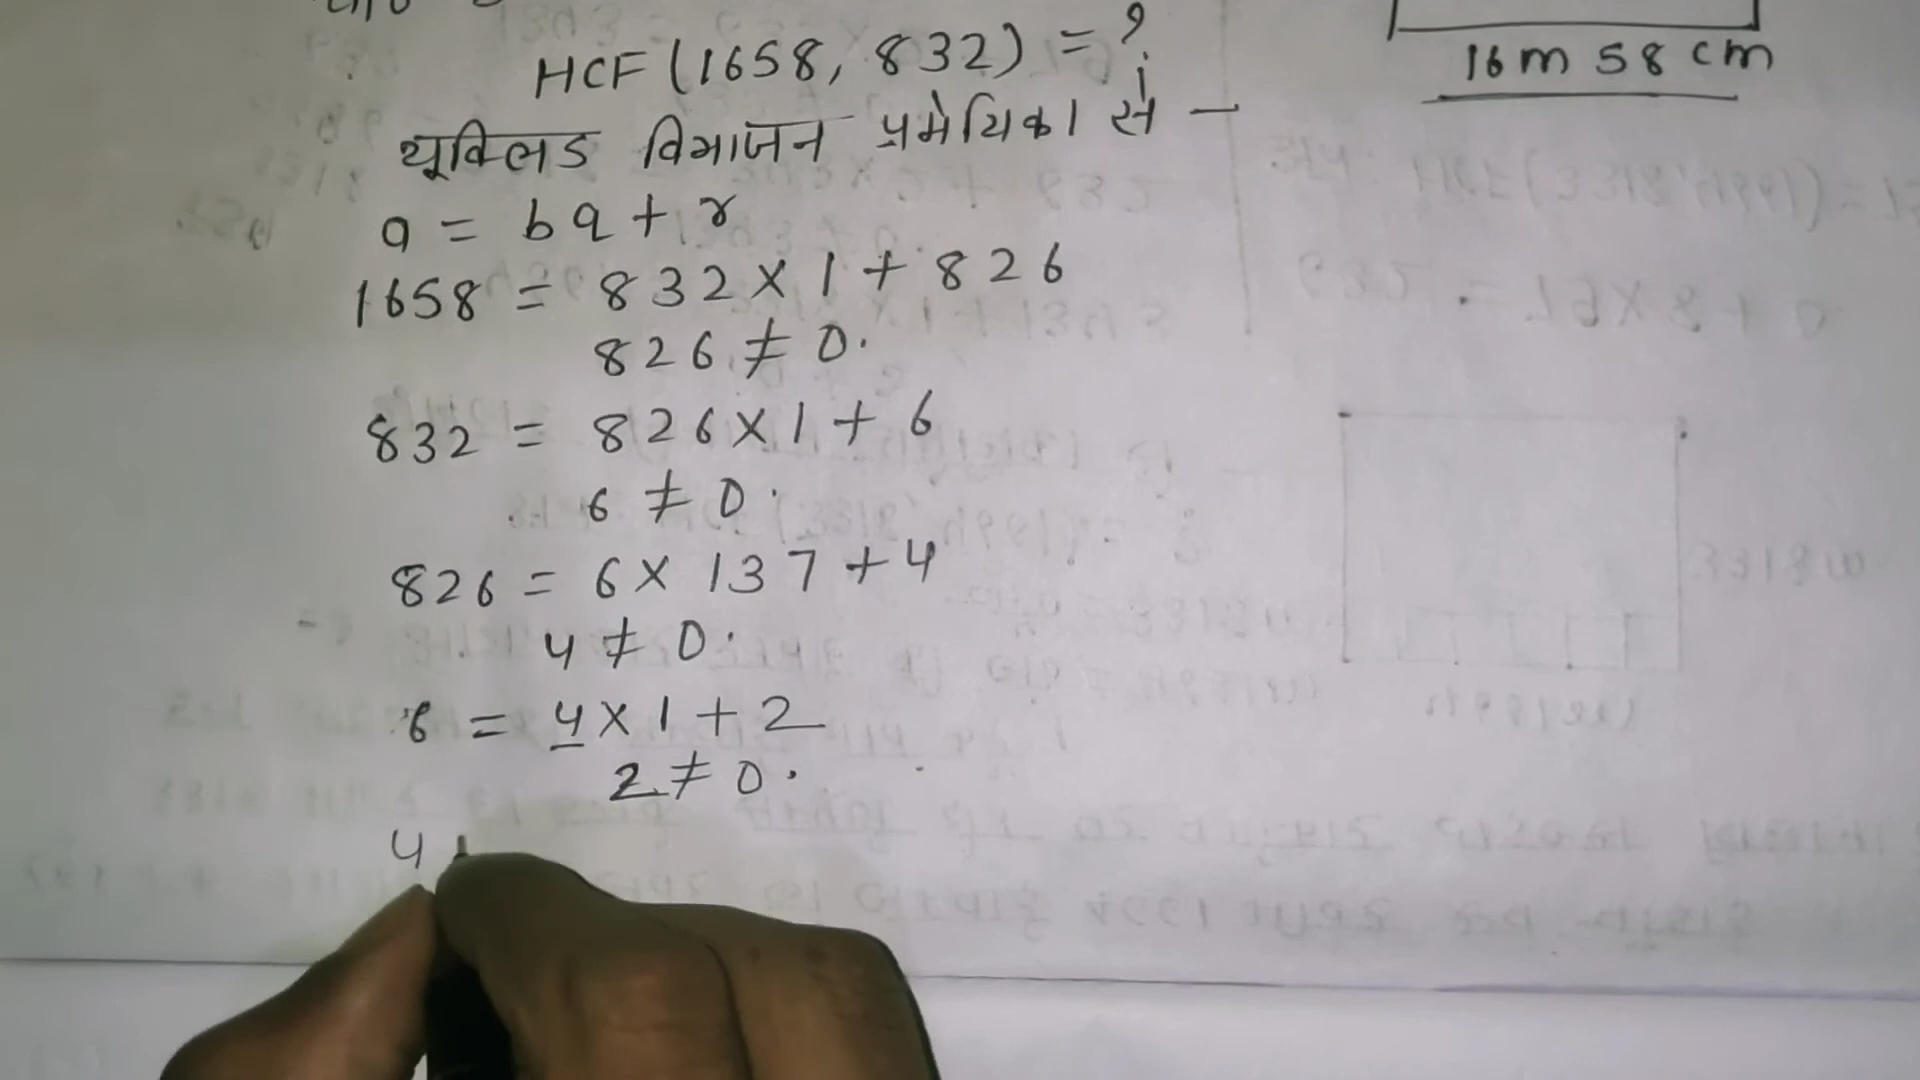 HCF (1658, 832) = ?
16m 58 cm
यूक्लिड विभाजन प्रमेयिका से —
a = bq + r
1658 = 832 × 1 + 826
826 ≠ 0.
832 = 826 × 1 + 6
6 ≠ 0.
826 = 6 × 137 + 4
4 ≠ 0.
6 = 4 × 1 + 2
2 ≠ 0.
4